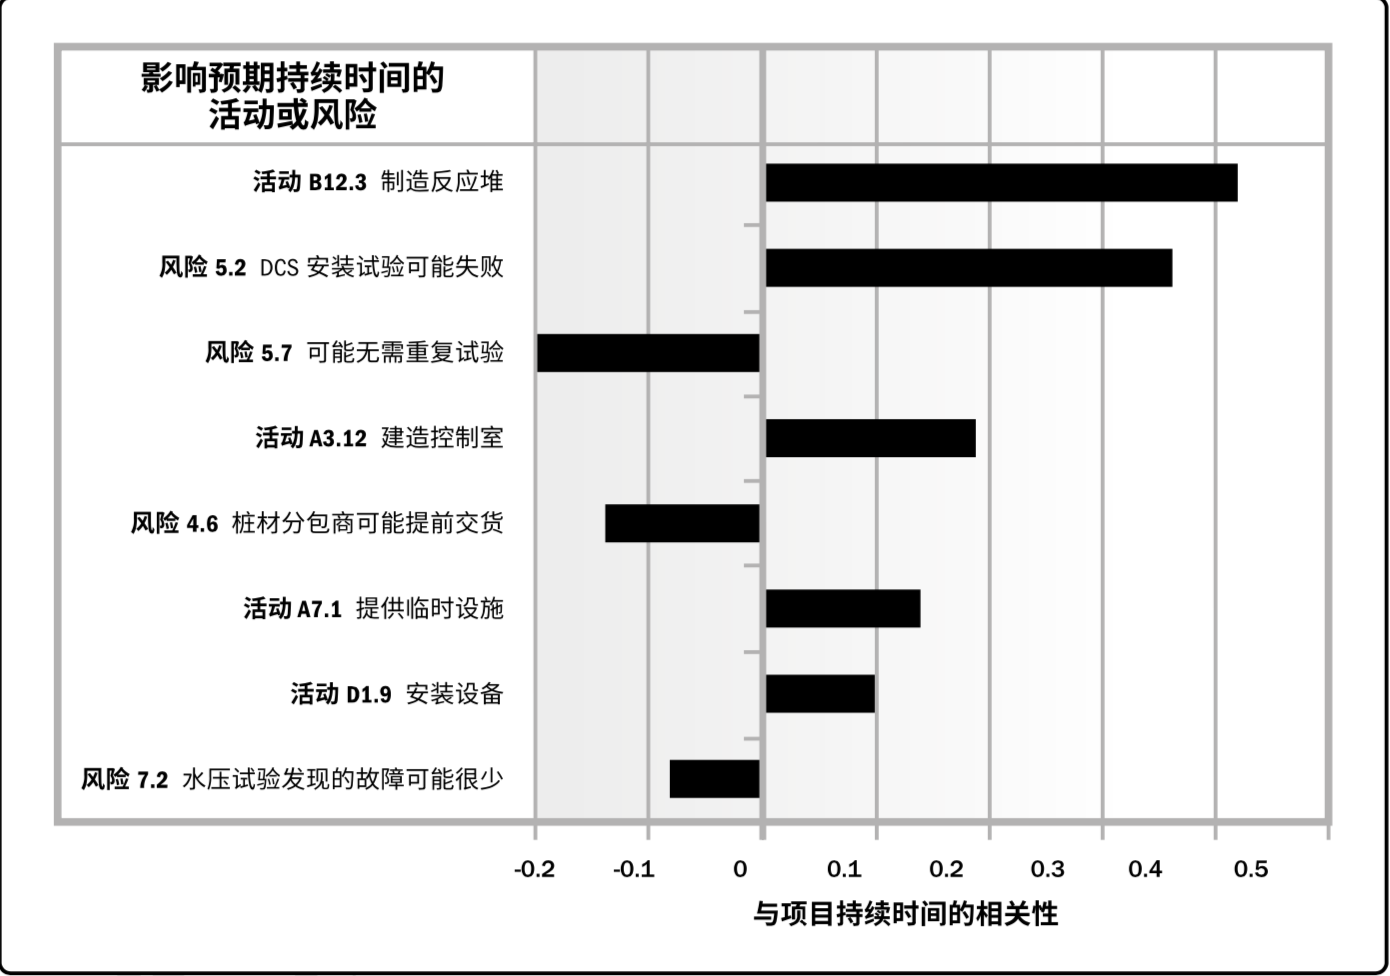 影响预期持续时间的
活动或风险
活动 B12.3 制造反应堆
风险 5.2 DCS 安装试验可能失败
风险 5.7 可能无需重复试验
活动 A3.12 建造控制室
风险 4.6 桩材分包商可能提前交货
活动 A7.1 提供临时设施
活动 D1.9 安装设备
风险 7.2 水压试验发现的故障可能很少
-0.2 -0.1 0 0.1 0.2 0.3 0.4 0.5
与项目持续时间的相关性